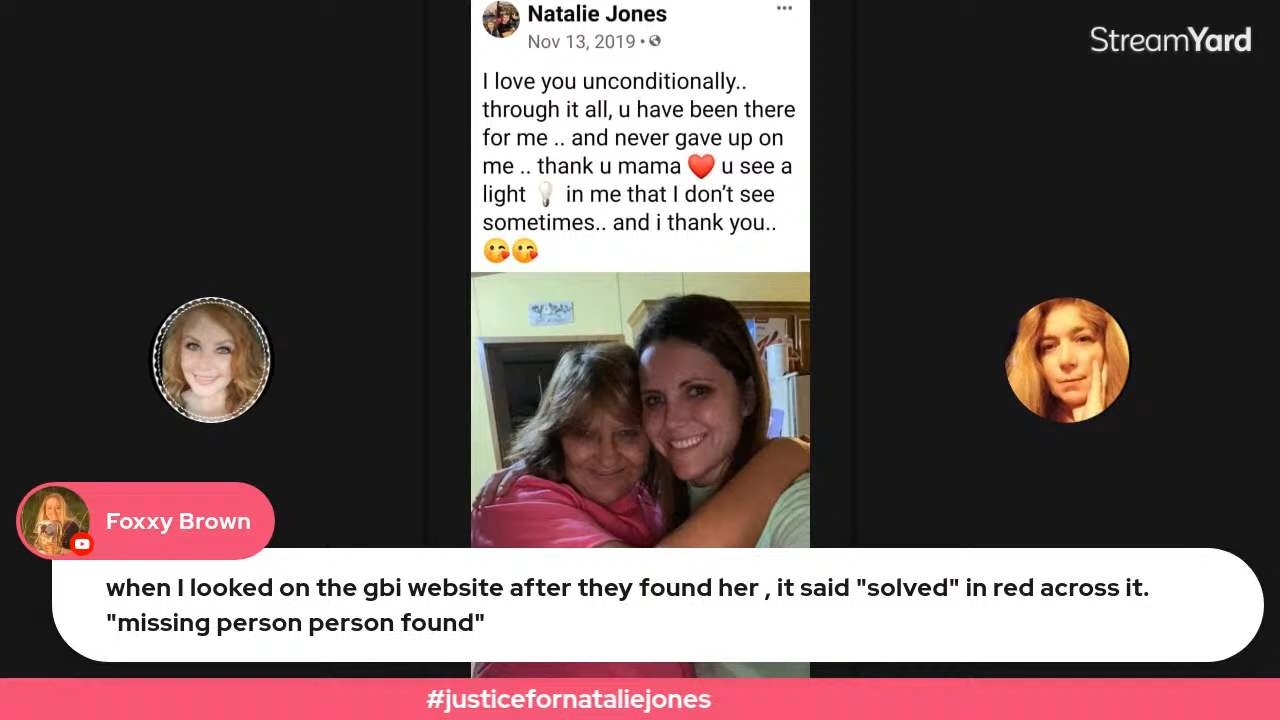 Natalie Jones
Nov 13, 2019 •
StreamYard
I love you unconditionally..
through it all, u have been there
for me .. and never gave up on
me .. thank u mama ❤️ u see a
light 💡 in me that I don't see
sometimes.. and i thank you..
😘😘
Foxxy Brown
when I looked on the gbi website after they found her , it said "solved" in red across it.
"missing person person found"
#justicefornataliejones